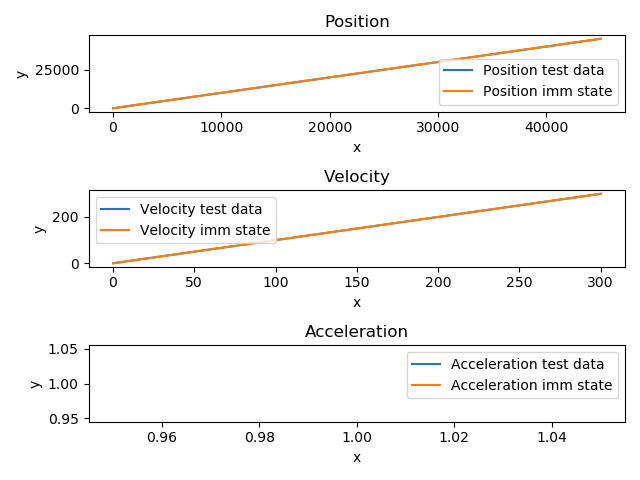 Position
y
25000
0
Position test data
Position imm state
0 10000 20000 30000 40000
x
Velocity
y
200
0
Velocity test data
Velocity imm state
0 50 100 150 200 250 300
x
Acceleration
y
1.05
1.00
0.95
Acceleration test data
Acceleration imm state
0.96 0.98 1.00 1.02 1.04
x